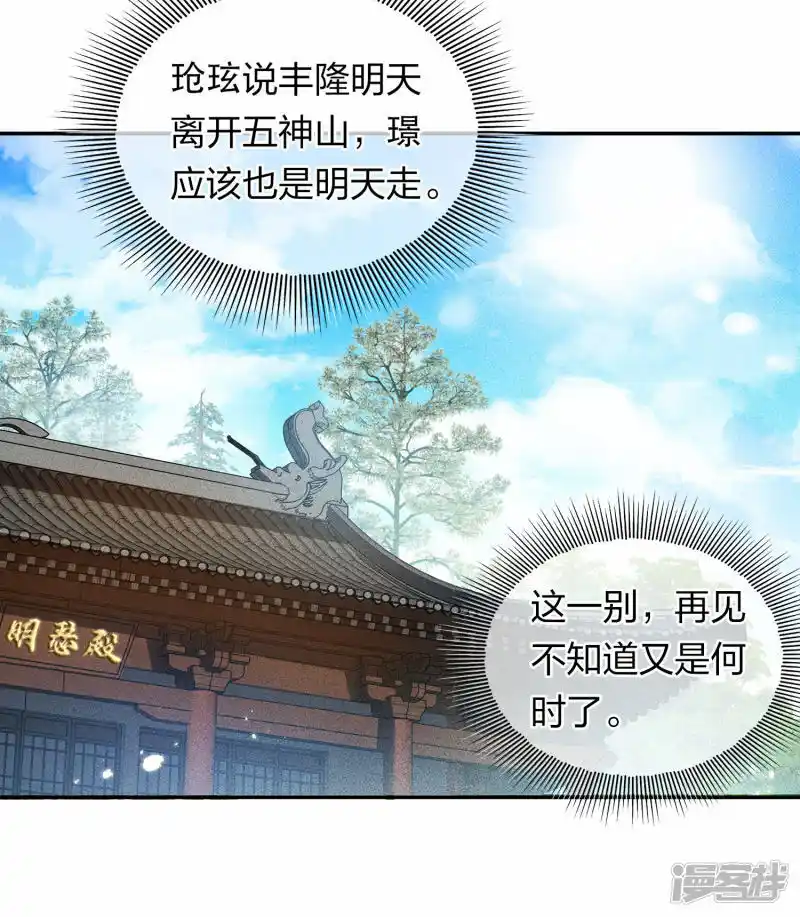 玱玹说丰隆明天
离开五神山，璟
应该也是明天走。
明瑟殿
这一别，再见
不知道又是何
时了。
漫客栈